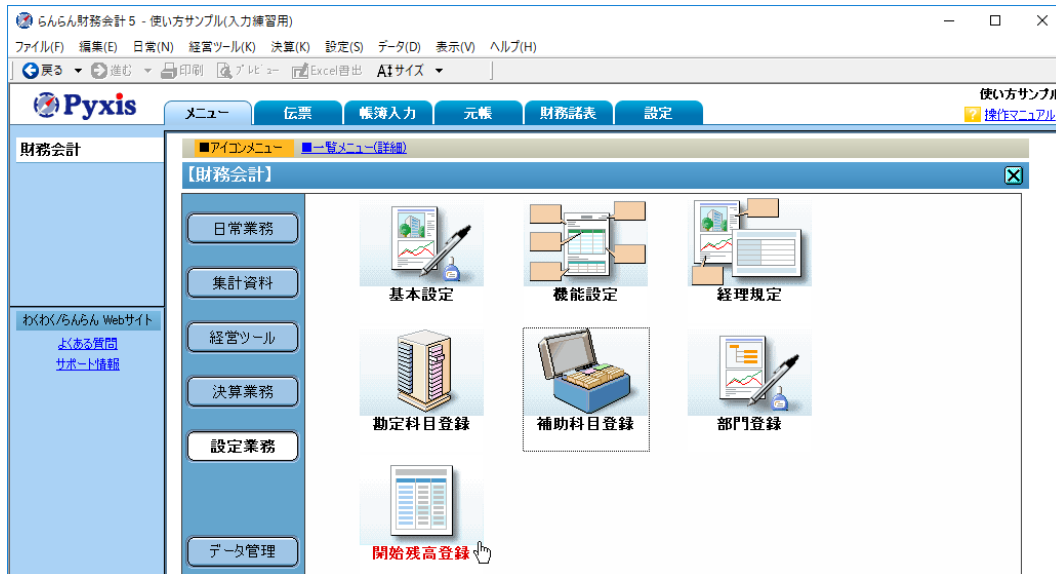 らんらん財務会計５ - 使い方サンプル(入力練習用)
ファイル(F) 編集(E) 日常(N) 経営ツール(K) 決算(K) 設定(S) データ(D) 表示(V) ヘルプ(H)
戻る 進む 印刷 プレビュー Excel書出 サイズ
Pyxis
メニュー 伝票 帳簿入力 元帳 財務諸表 設定
使い方サンプル
? 操作マニュアル
財務会計
■アイコンメニュー ■一覧メニュー(詳細)
【財務会計】
日常業務
集計資料
経営ツール
決算業務
設定業務
データ管理
基本設定 機能設定 経理規定
勘定科目登録 補助科目登録 部門登録
開始残高登録
わくわく/らんらん Webサイト
よくある質問
サポート情報